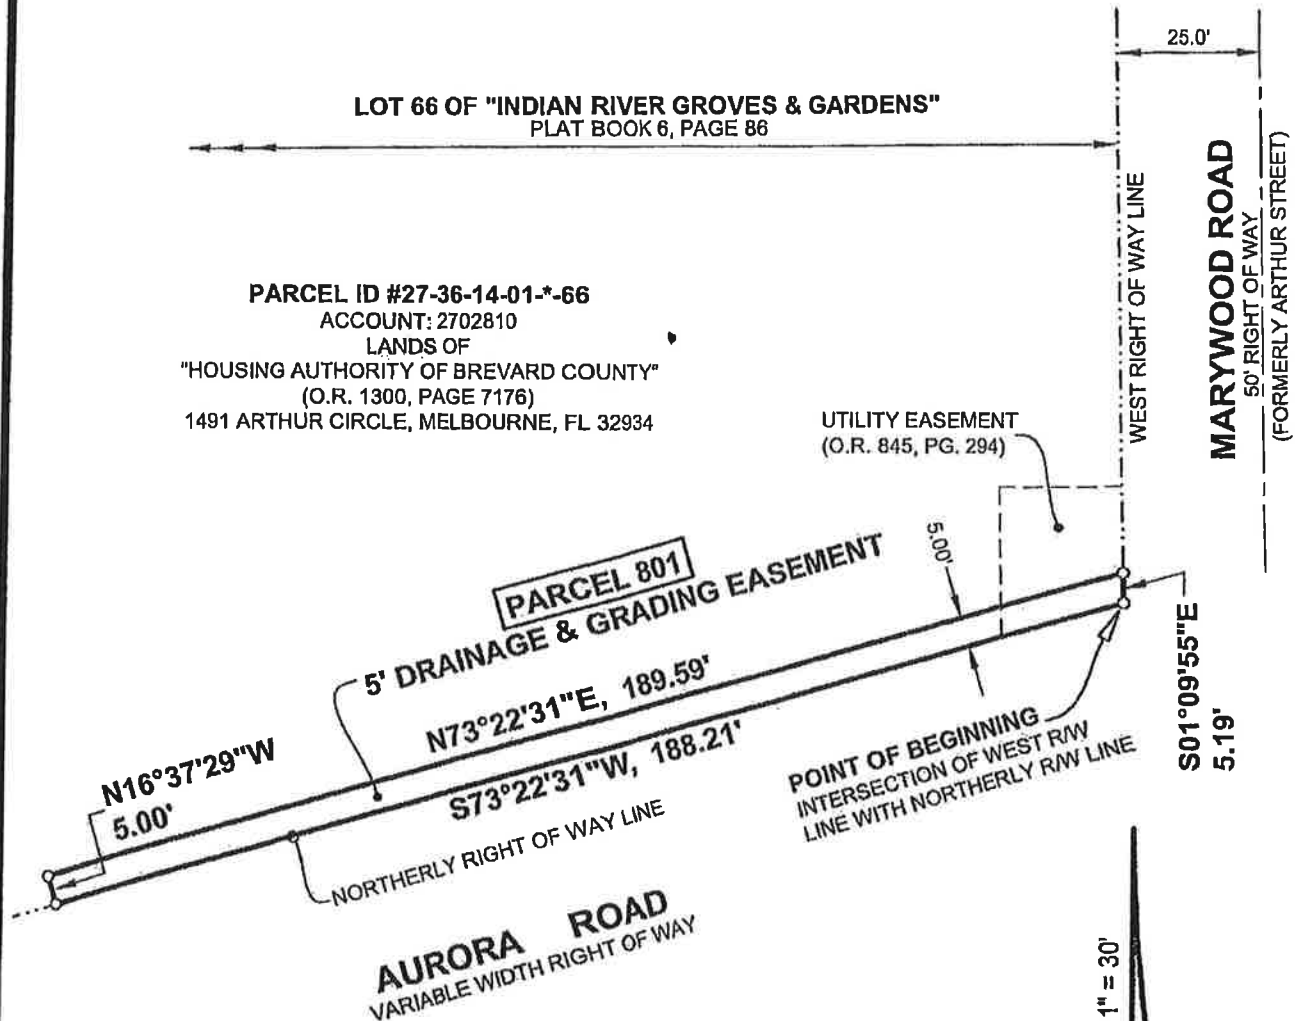 25.0'
LOT 66 OF "INDIAN RIVER GROVES & GARDENS"
PLAT BOOK 6, PAGE 86
WEST RIGHT OF WAY LINE
MARYWOOD ROAD
50' RIGHT OF WAY
(FORMERLY ARTHUR STREET)
PARCEL ID #27-36-14-01-*-66
ACCOUNT: 2702810
LANDS OF
"HOUSING AUTHORITY OF BREVARD COUNTY"
(O.R. 1300, PAGE 7176)
1491 ARTHUR CIRCLE, MELBOURNE, FL 32934
UTILITY EASEMENT
(O.R. 845, PG. 294)
5.00'
PARCEL 801
5' DRAINAGE & GRADING EASEMENT
N73°22'31"E, 189.59'
S73°22'31"W, 188.21'
N16°37'29"W
5.00'
S01°09'55"E
5.19'
POINT OF BEGINNING
INTERSECTION OF WEST R/W
LINE WITH NORTHERLY R/W LINE
NORTHERLY RIGHT OF WAY LINE
AURORA ROAD
VARIABLE WIDTH RIGHT OF WAY
1" = 30'